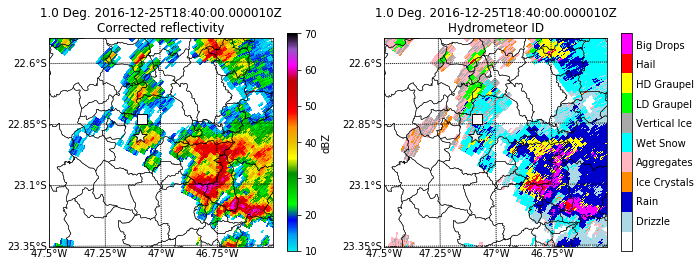 1.0 Deg. 2016-12-25T18:40:00.000010Z
Corrected reflectivity
22.6°S
22.85°S
23.1°S
23.35°S
47.5°W
47.25°W
47°W
46.75°W
70
60
50
40
30
20
10
dBZ
1.0 Deg. 2016-12-25T18:40:00.000010Z
Hydrometeor ID
22.6°S
22.85°S
23.1°S
23.35°S
47.5°W
47.25°W
47°W
46.75°W
Big Drops
Hail
HD Graupel
LD Graupel
Vertical Ice
Wet Snow
Aggregates
Ice Crystals
Rain
Drizzle